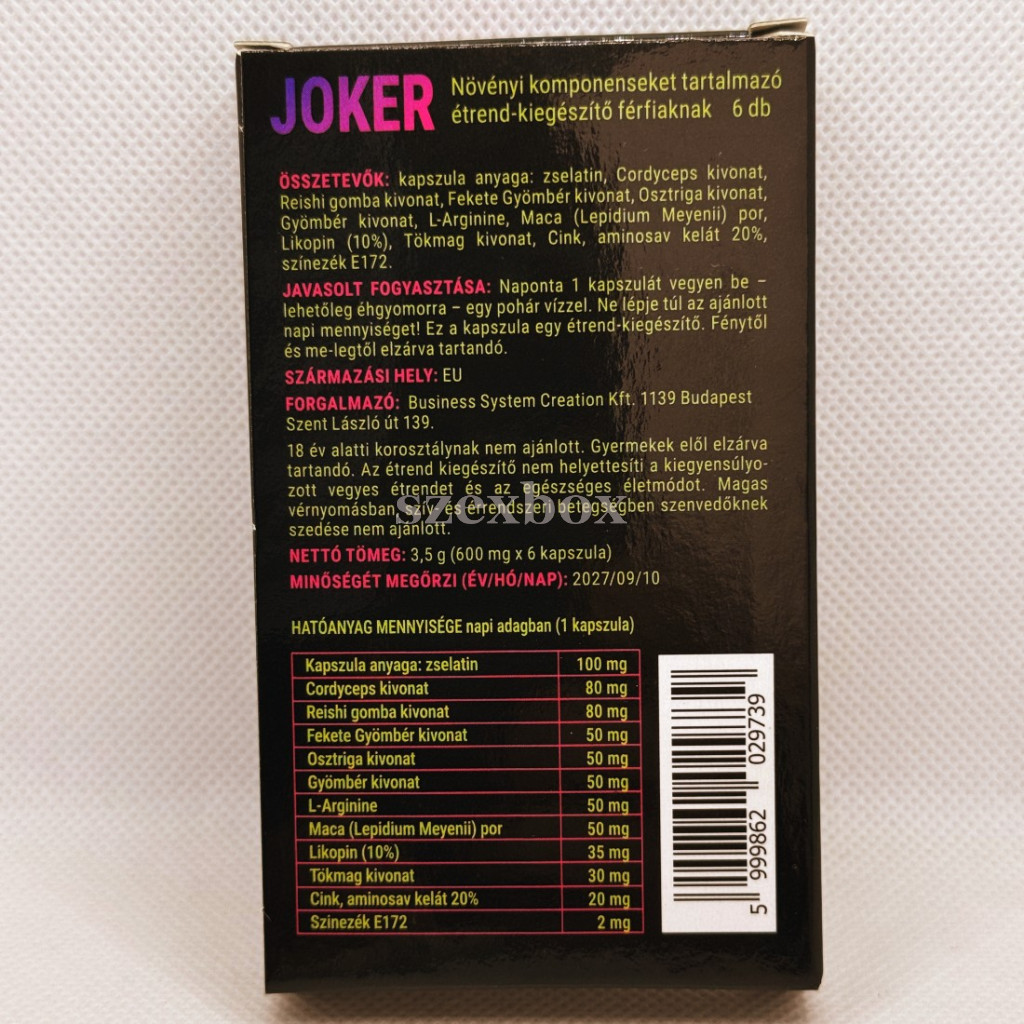 JOKER
Növényi komponenseket tartalmazó
étrend-kiegészítő férfiaknak 6 db
ÖSSZETEVŐK: kapszula anyaga: zselatin, Cordyceps kivonat,
Reishi gomba kivonat, Fekete Gyömbér kivonat, Osztriga kivonat,
Gyömbér kivonat, L-Arginine, Maca (Lepidium Meyenii) por,
Likopin (10%), Tökmag kivonat, Cink, aminosav kelát 20%,
színezék E172.
JAVASOLT FOGYASZTÁSA: Naponta 1 kapszulát vegyen be –
lehetőleg éhgyomorra – egy pohár vízzel. Ne lépje túl az ajánlott
napi mennyiséget! Ez a kapszula egy étrend-kiegészítő. Fénytől
és me-legtől elzárva tartandó.
SZÁRMAZÁSI HELY: EU
FORGALMAZÓ: Business System Creation Kft. 1139 Budapest
Szent László út 139.
18 év alatti korosztálynak nem ajánlott. Gyermekek elől elzárva
tartandó. Az étrend kiegészítő nem helyettesíti a kiegyensúlyo-
zott vegyes étrendet és az egészséges életmódot. Magas
vérnyomásban, szív- és érrendszeri betegségben szenvedőknek
szedése nem ajánlott.
szexbox
NETTÓ TÖMEG: 3,5 g (600 mg x 6 kapszula)
MINŐSÉGÉT MEGŐRZI (ÉV/HÓ/NAP): 2027/09/10
HATÓANYAG MENNYISÉGE napi adagban (1 kapszula)
Kapszula anyaga: zselatin 100 mg
Cordyceps kivonat 80 mg
Reishi gomba kivonat 80 mg
Fekete Gyömbér kivonat 50 mg
Osztriga kivonat 50 mg
Gyömbér kivonat 50 mg
L-Arginine 50 mg
Maca (Lepidium Meyenii) por 50 mg
Likopin (10%) 35 mg
Tökmag kivonat 30 mg
Cink, aminosav kelát 20% 20 mg
Szinezék E172 2 mg
5 999862 029739